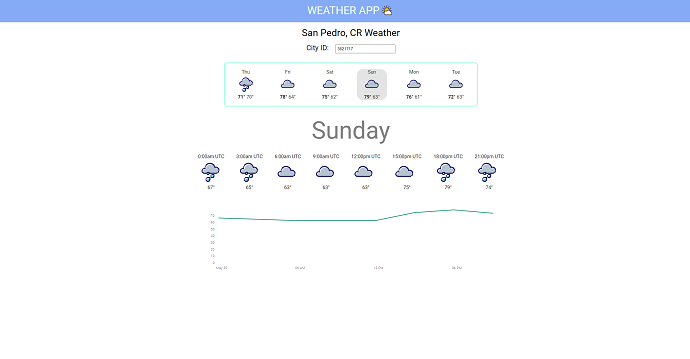 WEATHER APP
San Pedro, CR Weather
City ID:
Thu Fri Sat Sun Mon Tue
71° 70° 78° 64° 75° 62° 79° 63° 76° 61° 72° 63°
Sunday
0:00am UTC 3:00am UTC 6:00am UTC 9:00am UTC 12:00pm UTC 15:00pm UTC 18:00pm UTC 21:00pm UTC
67° 65° 63° 63° 63° 75° 79° 74°
70
60
50
40
30
20
10
0
06 AM 12 PM 06 PM